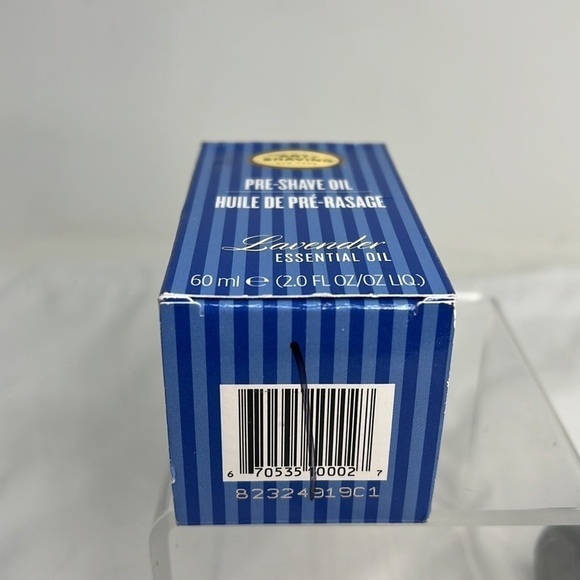 SHAVING
PRE-SHAVE OIL
HUILE DE PRÉ-RASAGE
Lavender
ESSENTIAL OIL
60 ml ℮ (2.0 FL OZ/OZ LIQ.)
6 70535 10002 7
82324919C1